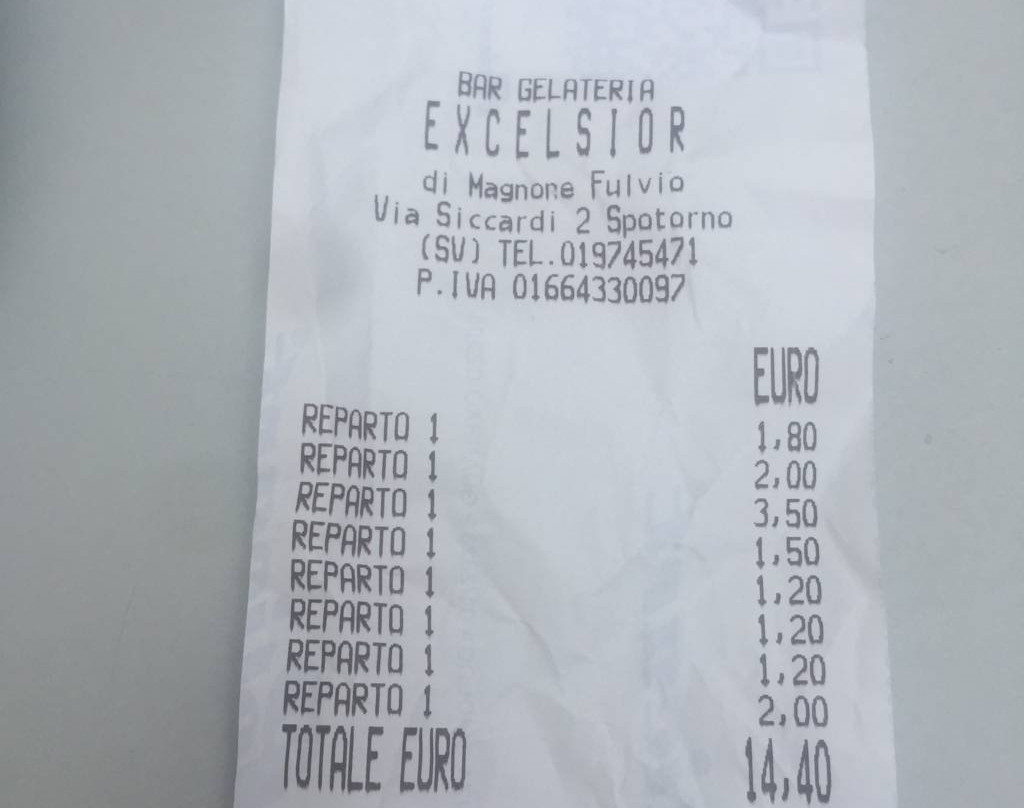 BAR GELATERIA
EXCELSIOR
di Magnone Fulvio
Via Siccardi 2 Spotorno
(SV) TEL.019745471
P.IVA 01664330097
EURO
REPARTO 1 1,80
REPARTO 1 2,00
REPARTO 1 3,50
REPARTO 1 1,50
REPARTO 1 1,20
REPARTO 1 1,20
REPARTO 1 1,20
REPARTO 1 2,00
TOTALE EURO 14,40